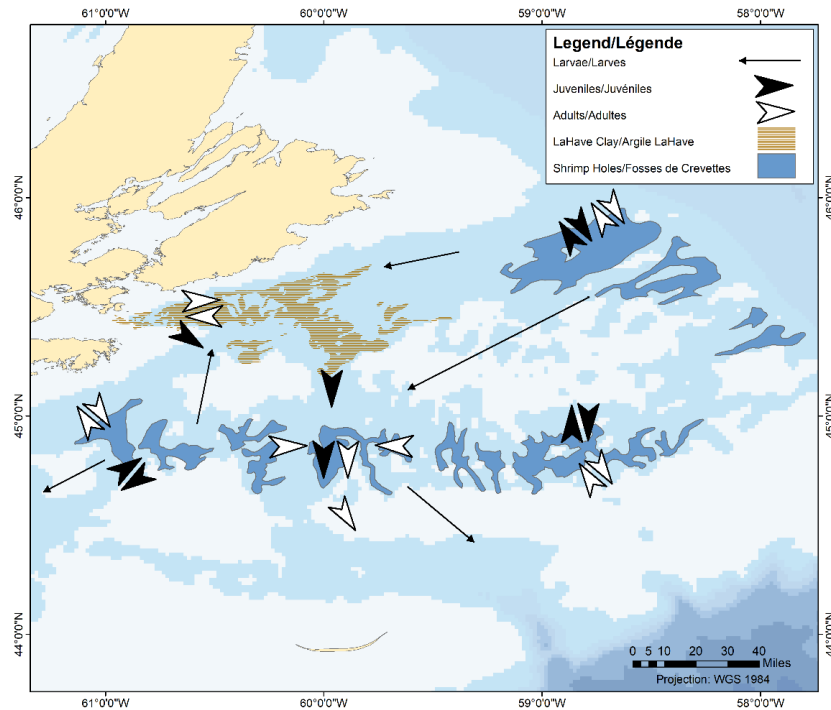 61°0'0"W 60°0'0"W 59°0'0"W 58°0'0"W
Legend/Légende
Larvae/Larves
Juveniles/Juvéniles
Adults/Adultes
LaHave Clay/Argile LaHave
Shrimp Holes/Fosses de Crevettes
46°0'0"N 46°0'0"N
45°0'0"N 45°0'0"N
44°0'0"N 44°0'0"N
0 5 10 20 30 40
Miles
Projection: WGS 1984
61°0'0"W 60°0'0"W 59°0'0"W 58°0'0"W